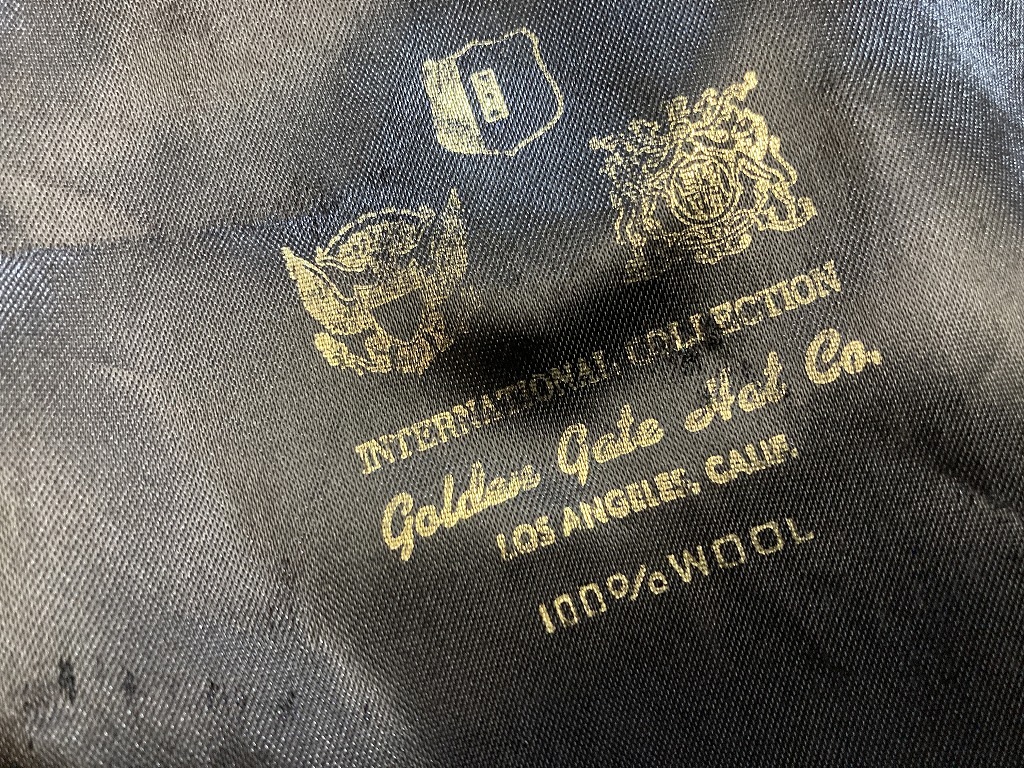 INTERNATIONAL COLLECTION
Golden Gate Hat Co.
LOS ANGELES, CALIF.
100% WOOL